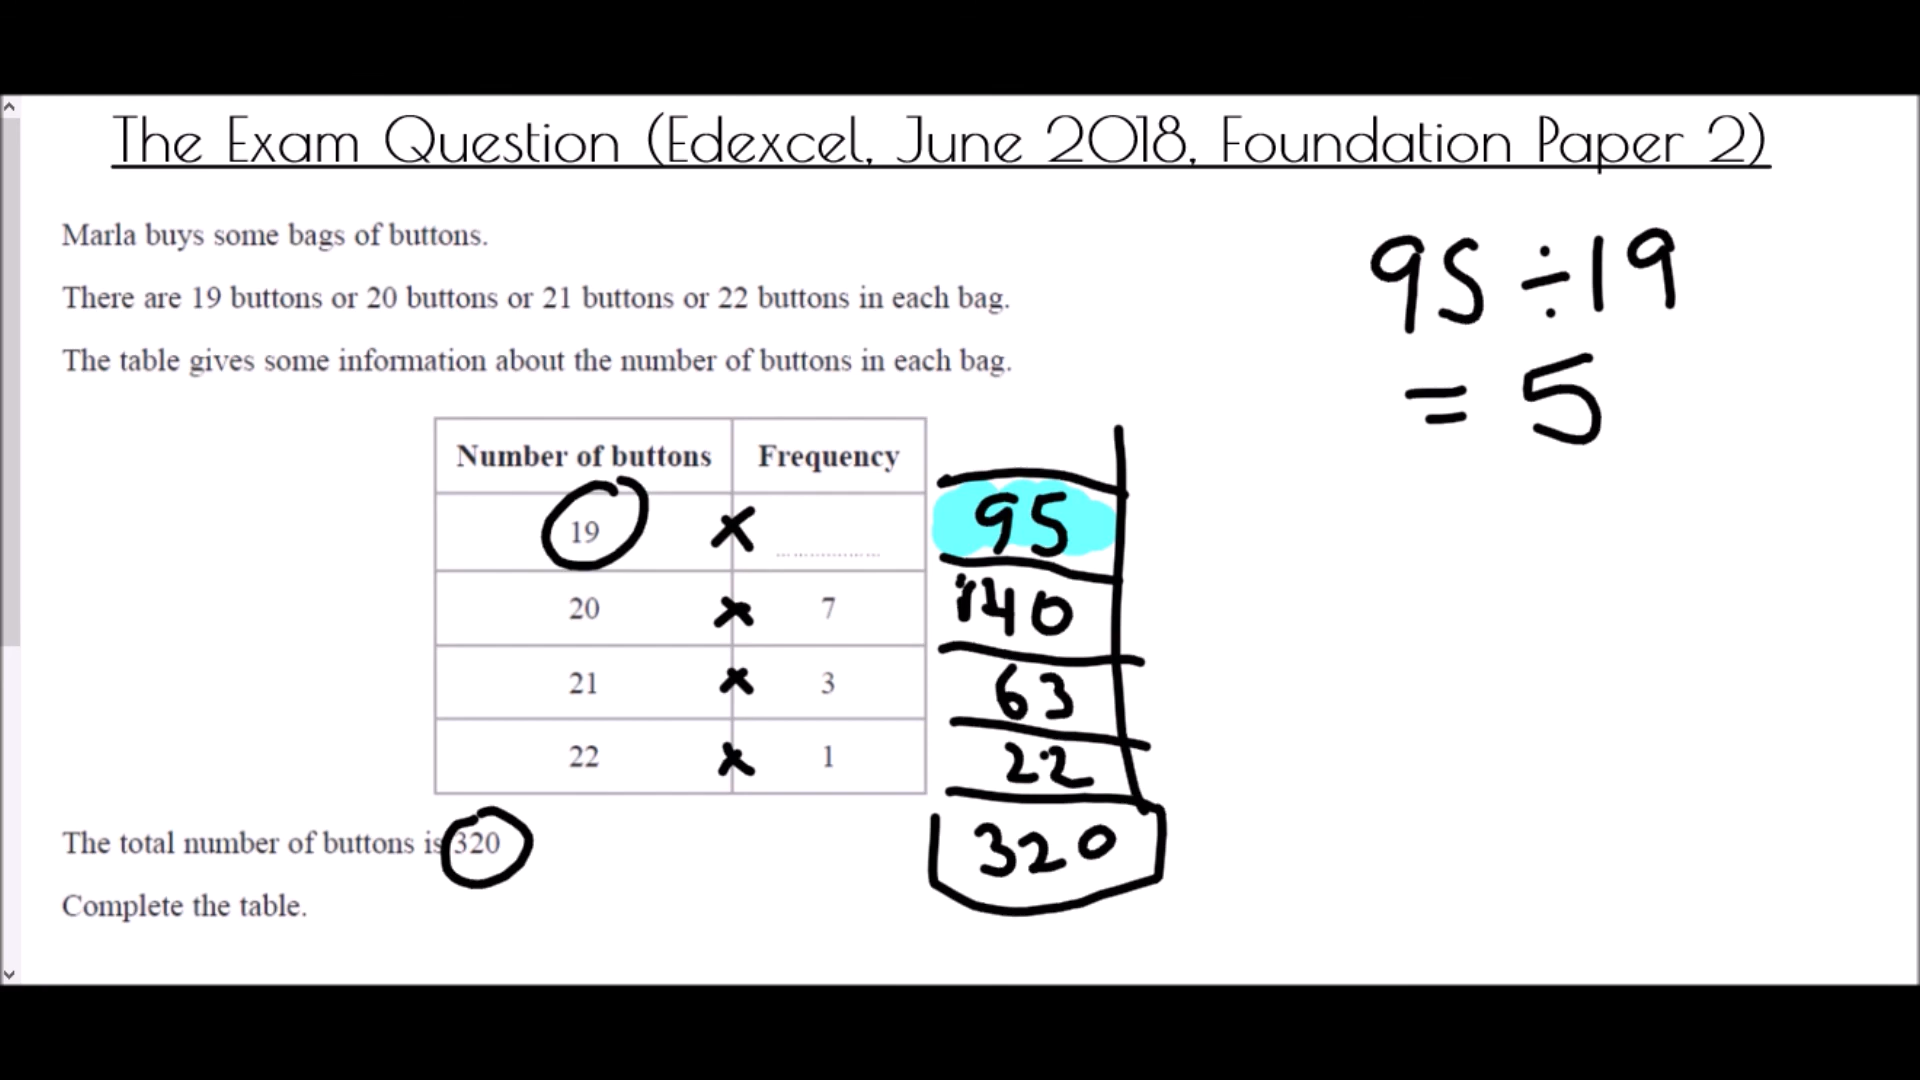 The Exam Question (Edexcel, June 2018, Foundation Paper 2)
Marla buys some bags of buttons.
There are 19 buttons or 20 buttons or 21 buttons or 22 buttons in each bag.
The table gives some information about the number of buttons in each bag.
95 ÷ 19
= 5
Number of buttons Frequency
19 × .................. 95
20 × 7 140
21 × 3 63
22 × 1 22
The total number of buttons is 320 320
Complete the table.